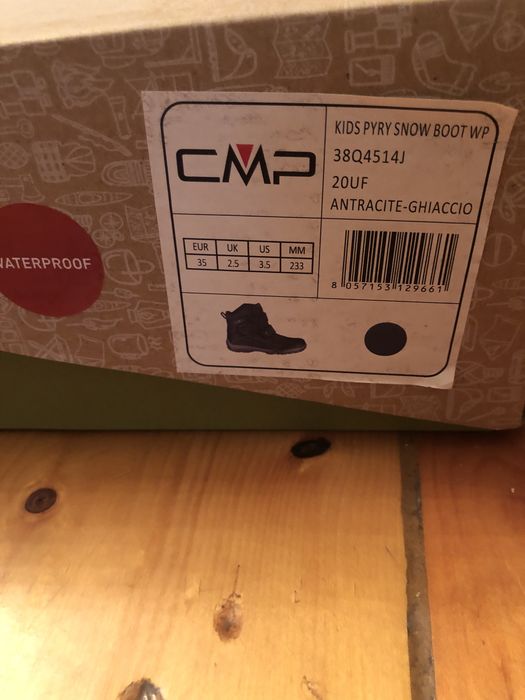 KIDS PYRY SNOW BOOT WP
CMP
38Q4514J
20UF
ANTRACITE-GHIACCIO
EUR UK US MM
35 2.5 3.5 233
8 057153 129661
WATERPROOF